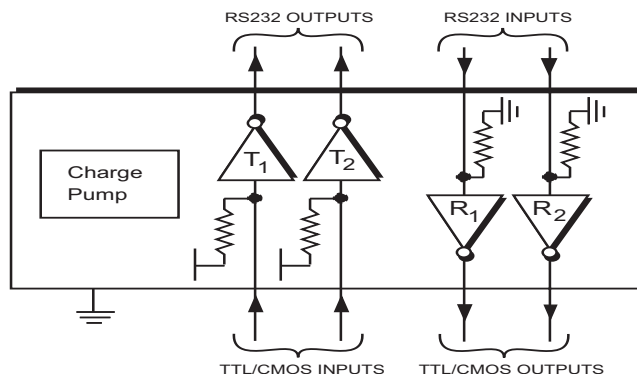 RS232 OUTPUTS
RS232 INPUTS
Charge
Pump
T1
T2
R1
R2
TTL/CMOS INPUTS
TTL/CMOS OUTPUTS